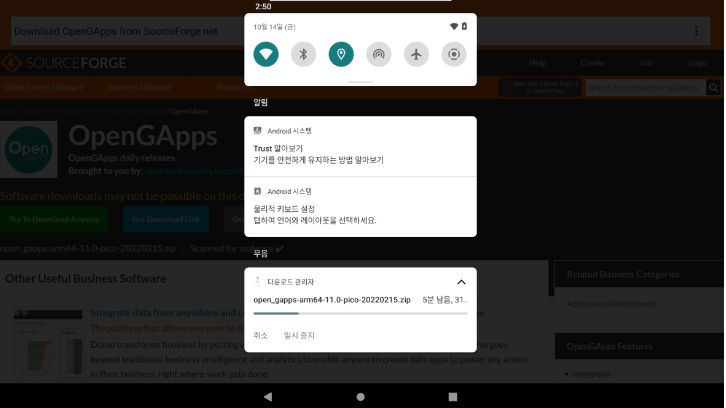 2:50
10월 14일 (금)
Download OpenGApps from SourceForge.net
SOURCEFORGE
Help
Create
Join
Login
Open Source Software
Business Software
Resources
Search for software or solutions
/ OpenGApps
알림
OpenGApps
OpenGApps daily releases
Brought to you by:
Open
Android 시스템
Trust 알아보기
기기를 안전하게 유지하는 방법 알아보기
Android 시스템
물리적 키보드 설정
탭하여 언어와 레이아웃을 선택하세요.
Software downloads may not be possible on this d
Try To Download Anyway
Get Download Link
open_gapps-arm64-11.0-pico-20220215.zip
Scanned for malware ✔
무음
다운로드 관리자
open_gapps-arm64-11.0-pico-20220215.zip
5분 남음, 31..
취소
일시 중지
Other Useful Business Software
Integrate data from anywhere and
The platform that allows everyone to
Domo transforms business by putting
beyond traditional business intelligence and analytics to enable anyone to create data apps to power any action
in their business, right where work gets done.
Related Business Categories
Application Development
OpenGApps Features
opengapps